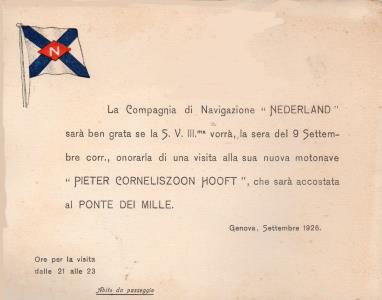 N
La Compagnia di Navigazione “ NEDERLAND ”
sarà ben grata se la S. V. Ill.ma vorrà, la sera del 9 Settem-
bre corr., onorarla di una visita alla sua nuova motonave
“ PIETER CORNELISZOON HOOFT ”, che sarà accostata
al PONTE DEI MILLE.
Genova, Settembre 1926.
Ore per la visita
dalle 21 alle 23
Abito da passeggio